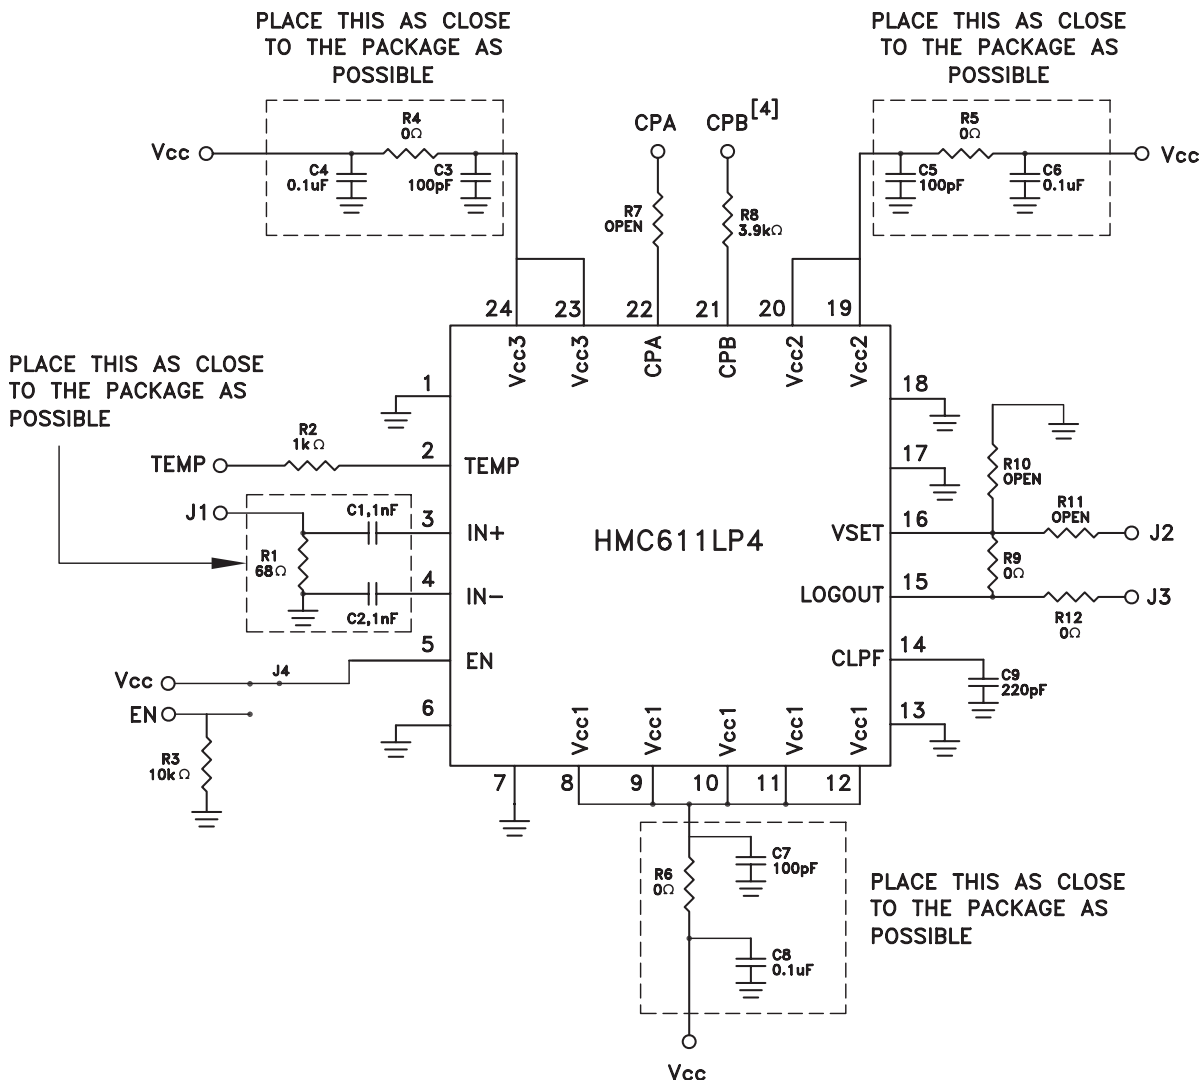 PLACE THIS AS CLOSE
TO THE PACKAGE AS
POSSIBLE
PLACE THIS AS CLOSE
TO THE PACKAGE AS
POSSIBLE
R4
0Ω
Vcc
C4
0.1uF
C3
100pF
CPA
CPB[4]
R7
OPEN
R8
3.9kΩ
R5
0Ω
Vcc
C5
100pF
C6
0.1uF
24
23
22
21
20
19
Vcc3
Vcc3
CPA
CPB
Vcc2
Vcc2
PLACE THIS AS CLOSE
TO THE PACKAGE AS
POSSIBLE
1
R2
1kΩ
TEMP
2
TEMP
J1
C1,1nF
3
IN+
R1
68Ω
4
IN-
C2,1nF
5
EN
Vcc
J4
EN
6
R3
10kΩ
HMC611LP4
18
17
R10
OPEN
16
VSET
R11
OPEN
J2
R9
0Ω
15
LOGOUT
J3
R12
0Ω
14
CLPF
C9
220pF
13
Vcc1
Vcc1
Vcc1
Vcc1
Vcc1
7
8
9
10
11
12
C7
100pF
R6
0Ω
C8
0.1uF
PLACE THIS AS CLOSE
TO THE PACKAGE AS
POSSIBLE
Vcc